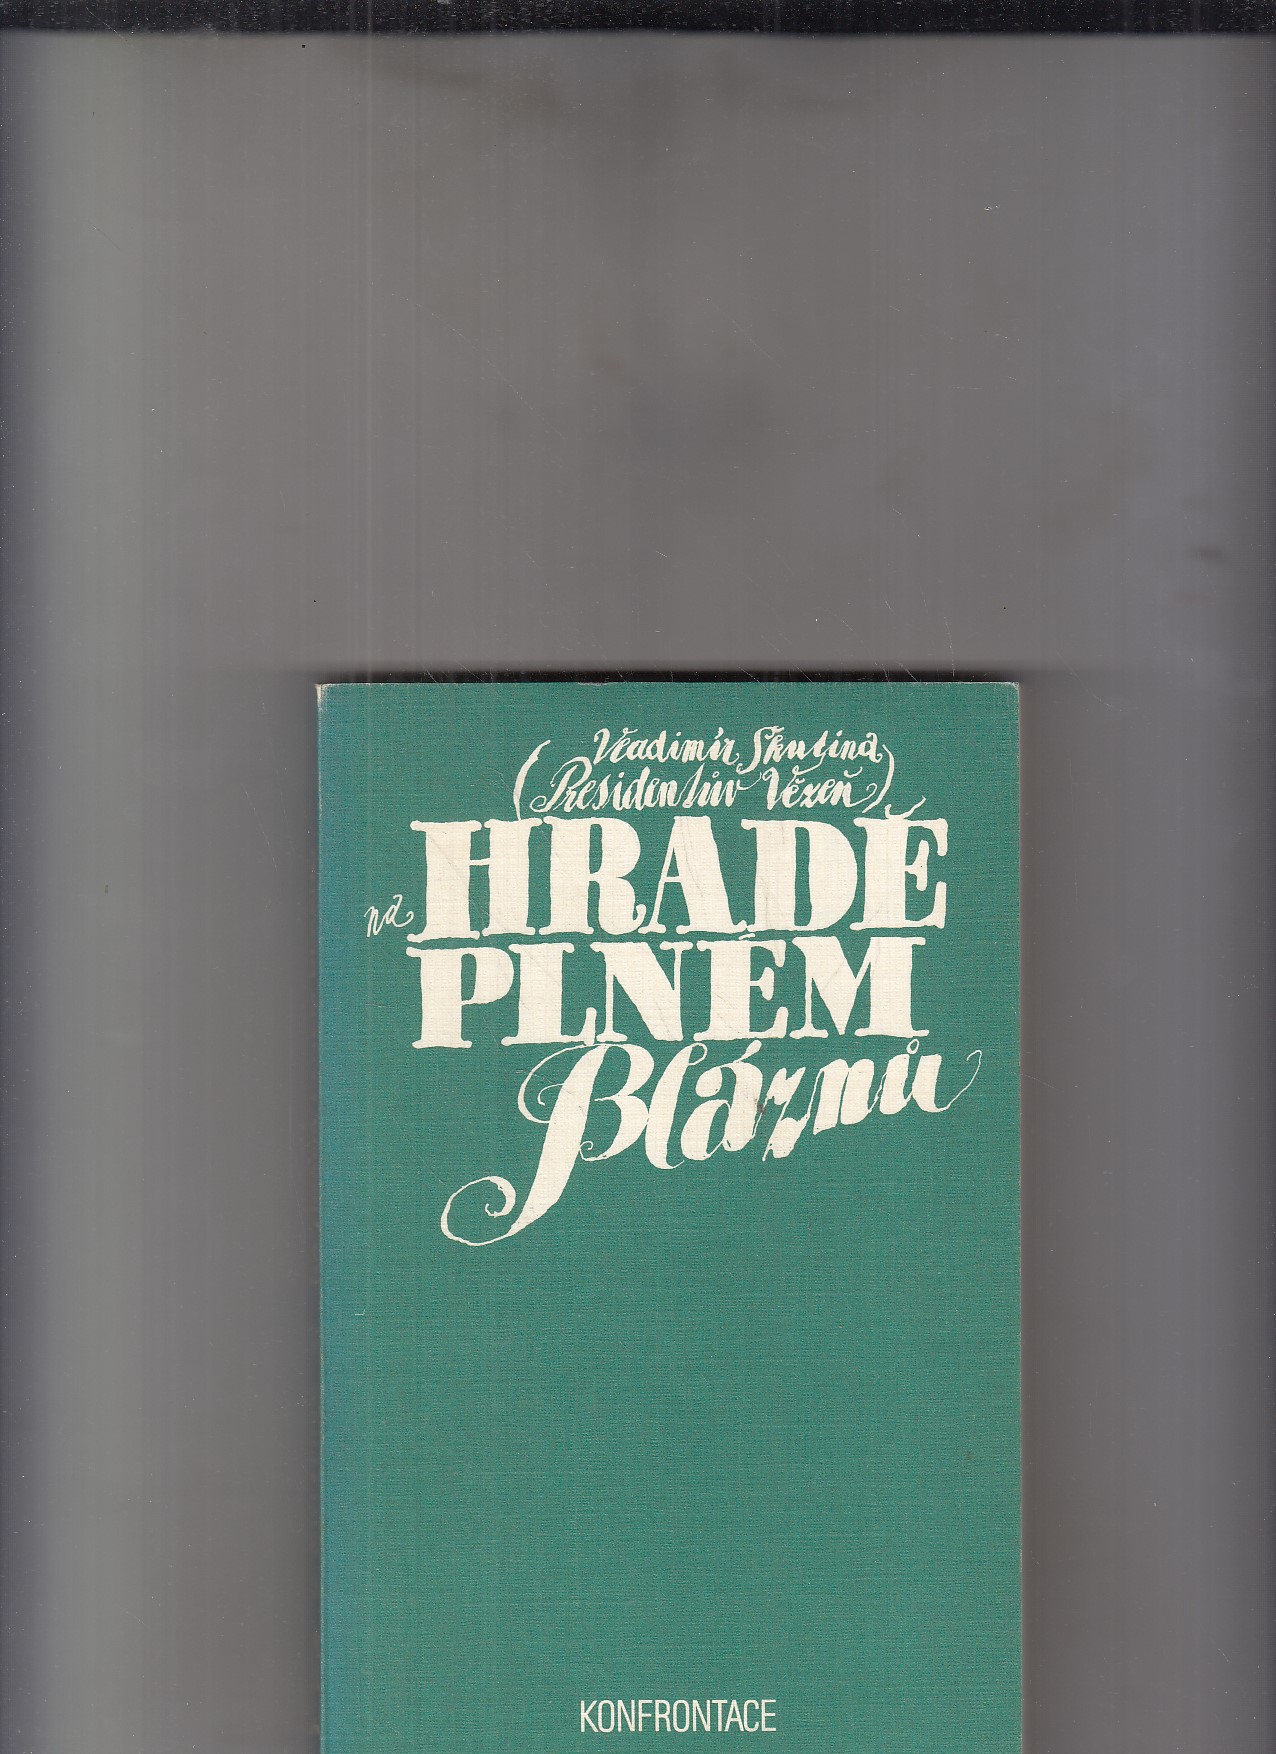 Vladimír Škutina
(Presidentův Vězeň)
na HRADĚ
PLNÉM
Bláznů
KONFRONTACE